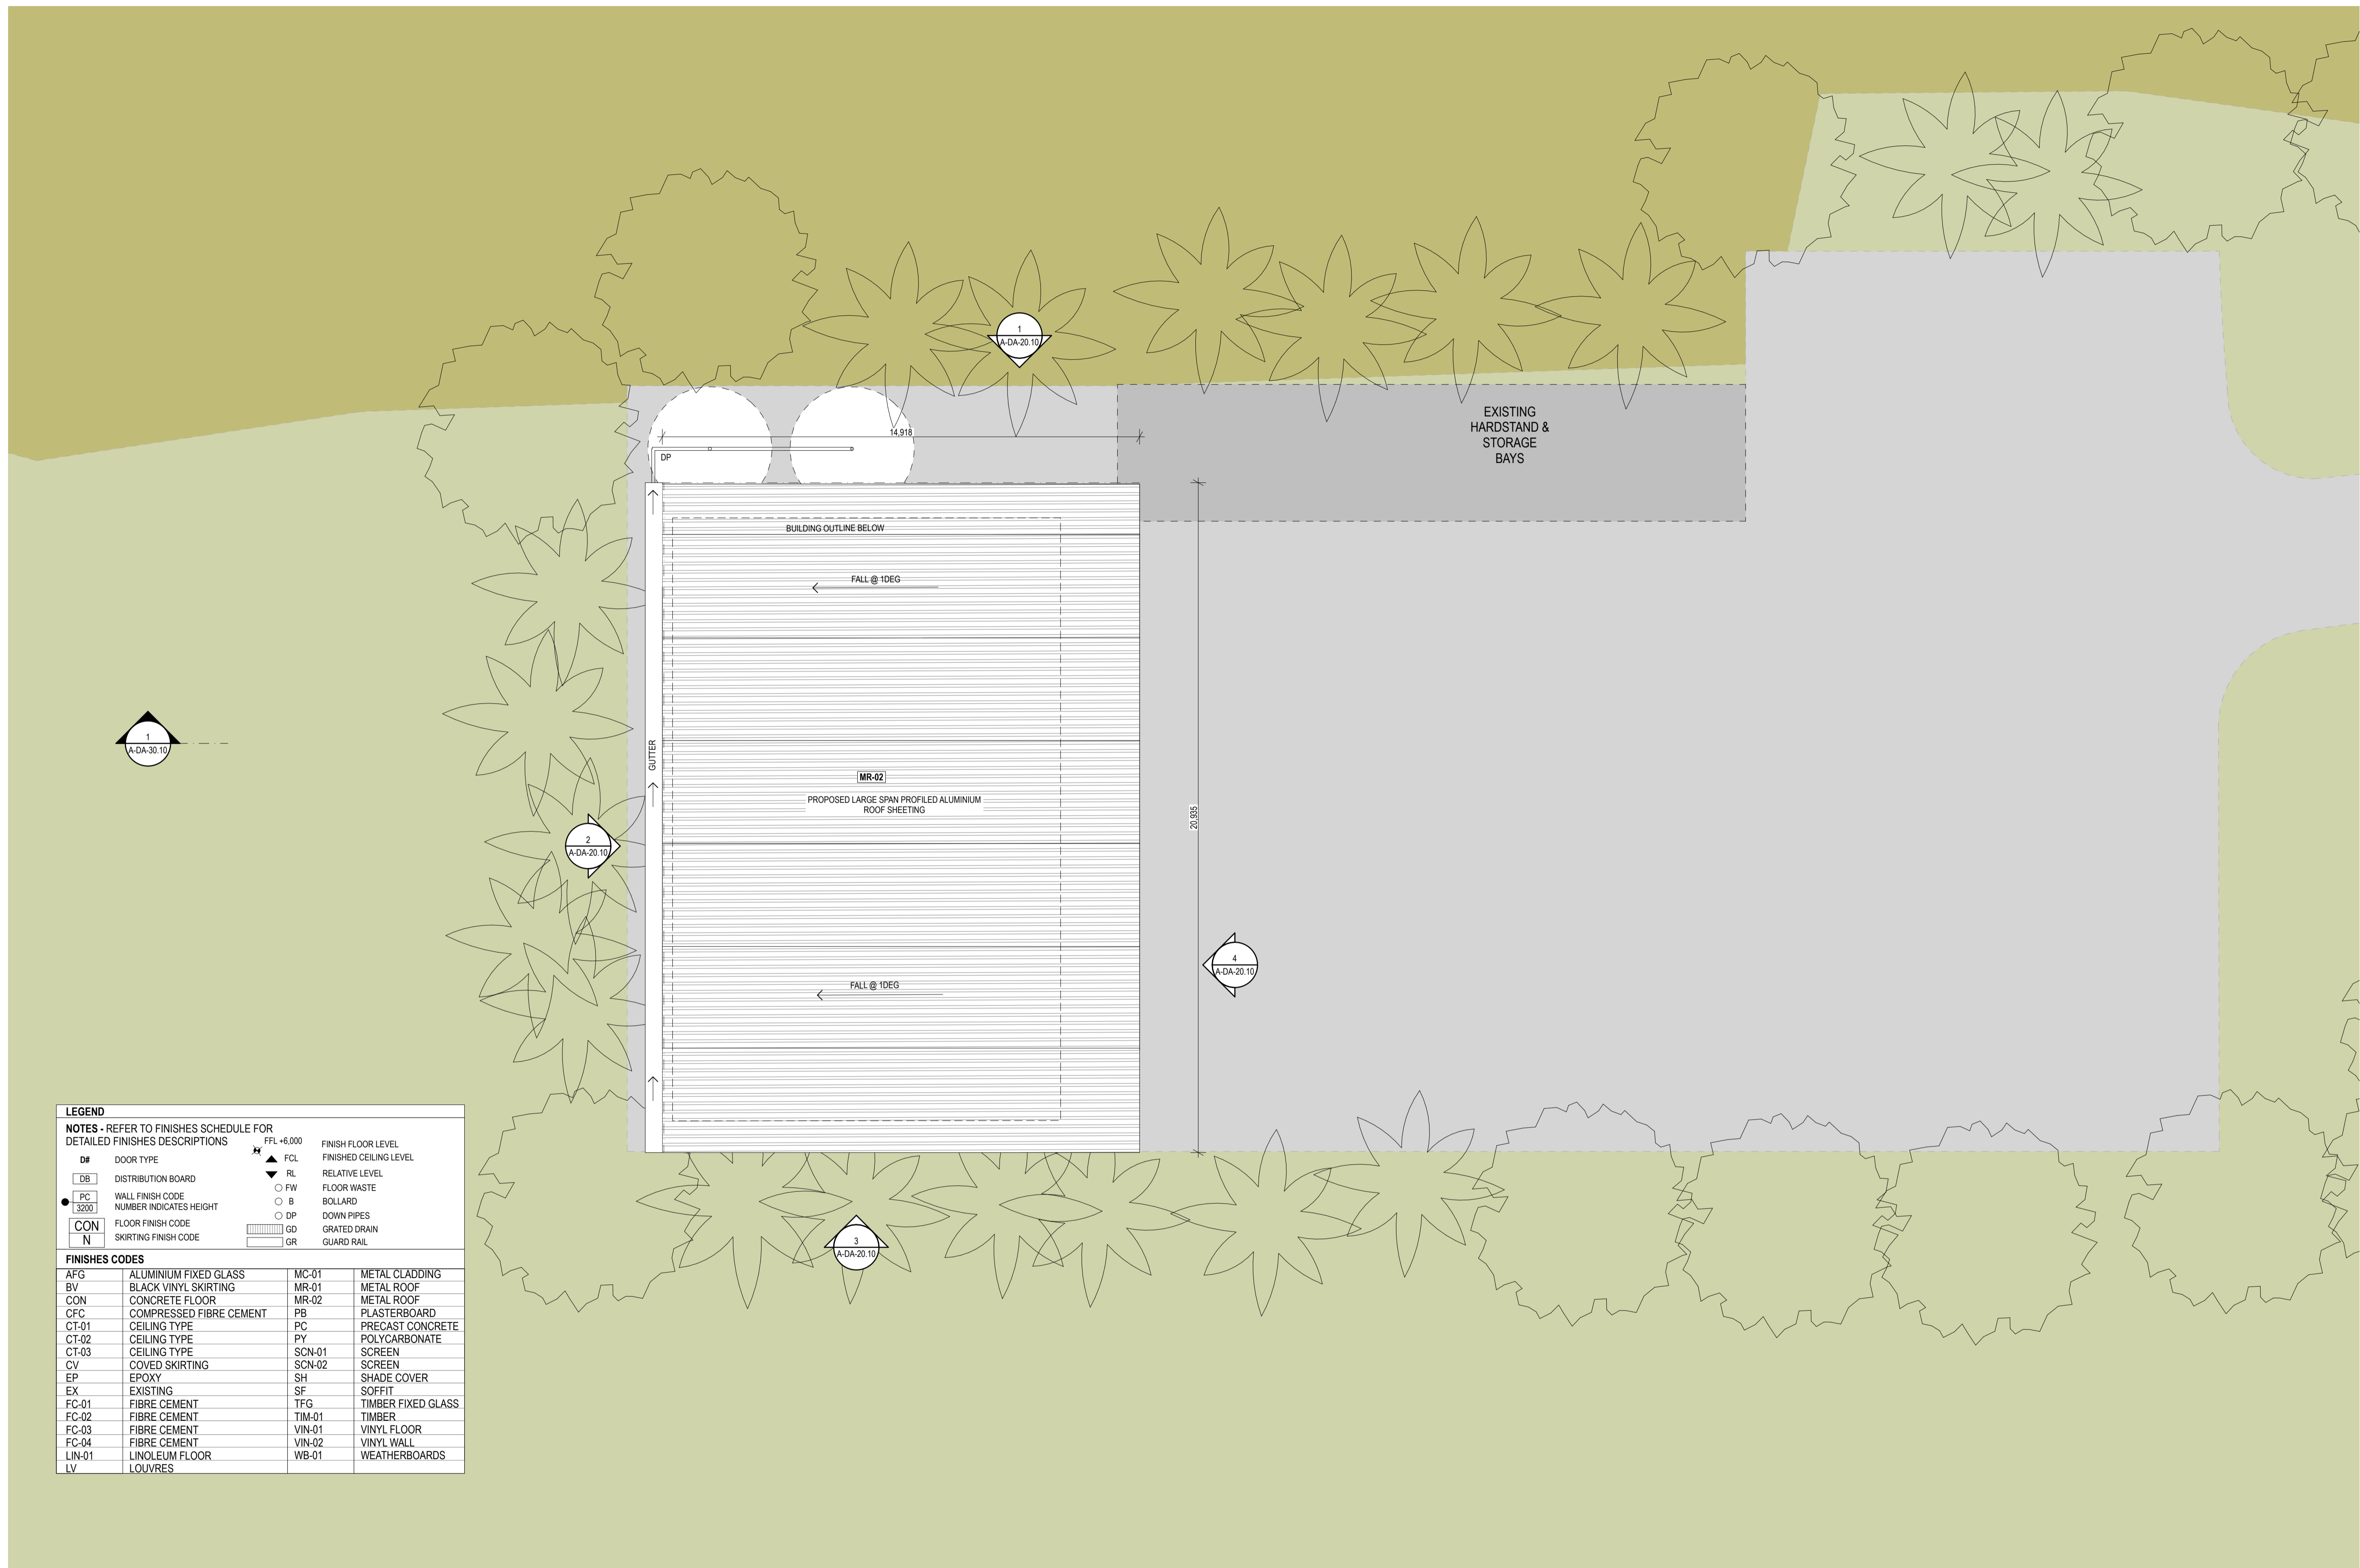 1
A-DA-20.10
EXISTING
HARDSTAND &
STORAGE
BAYS
14,918
DP
BUILDING OUTLINE BELOW
FALL @ 1DEG
GUTTER
MR-02
PROPOSED LARGE SPAN PROFILED ALUMINIUM
ROOF SHEETING
20,935
1
A-DA-30.10
2
A-DA-20.10
4
A-DA-20.10
FALL @ 1DEG
3
A-DA-20.10
LEGEND
NOTES - REFER TO FINISHES SCHEDULE FOR
DETAILED FINISHES DESCRIPTIONS
D# DOOR TYPE
DB DISTRIBUTION BOARD
PC WALL FINISH CODE
3200 NUMBER INDICATES HEIGHT
CON FLOOR FINISH CODE
N SKIRTING FINISH CODE
FFL +6,000 FINISH FLOOR LEVEL
FCL FINISHED CEILING LEVEL
RL RELATIVE LEVEL
FW FLOOR WASTE
B BOLLARD
DP DOWN PIPES
GD GRATED DRAIN
GR GUARD RAIL
FINISHES CODES
AFG ALUMINIUM FIXED GLASS MC-01 METAL CLADDING
BV BLACK VINYL SKIRTING MR-01 METAL ROOF
CON CONCRETE FLOOR MR-02 METAL ROOF
CFC COMPRESSED FIBRE CEMENT PB PLASTERBOARD
CT-01 CEILING TYPE PC PRECAST CONCRETE
CT-02 CEILING TYPE PY POLYCARBONATE
CT-03 CEILING TYPE SCN-01 SCREEN
CV COVED SKIRTING SCN-02 SCREEN
EP EPOXY SH SHADE COVER
EX EXISTING SF SOFFIT
FC-01 FIBRE CEMENT TFG TIMBER FIXED GLASS
FC-02 FIBRE CEMENT TIM-01 TIMBER
FC-03 FIBRE CEMENT VIN-01 VINYL FLOOR
FC-04 FIBRE CEMENT VIN-02 VINYL WALL
LIN-01 LINOLEUM FLOOR WB-01 WEATHERBOARDS
LV LOUVRES